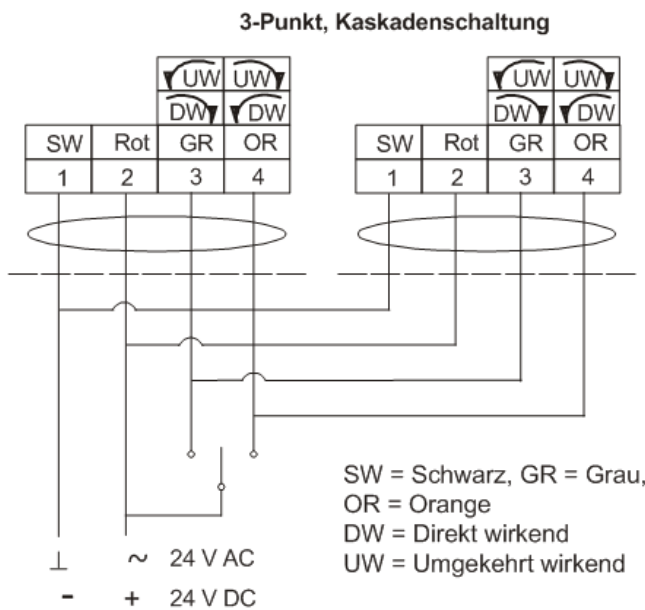 3-Punkt, Kaskadenschaltung
UW UW UW UW
DW DW DW DW
SW Rot GR OR SW Rot GR OR
1 2 3 4 1 2 3 4
SW = Schwarz, GR = Grau,
OR = Orange
DW = Direkt wirkend
UW = Umgekehrt wirkend
⊥ ~ 24 V AC
- + 24 V DC